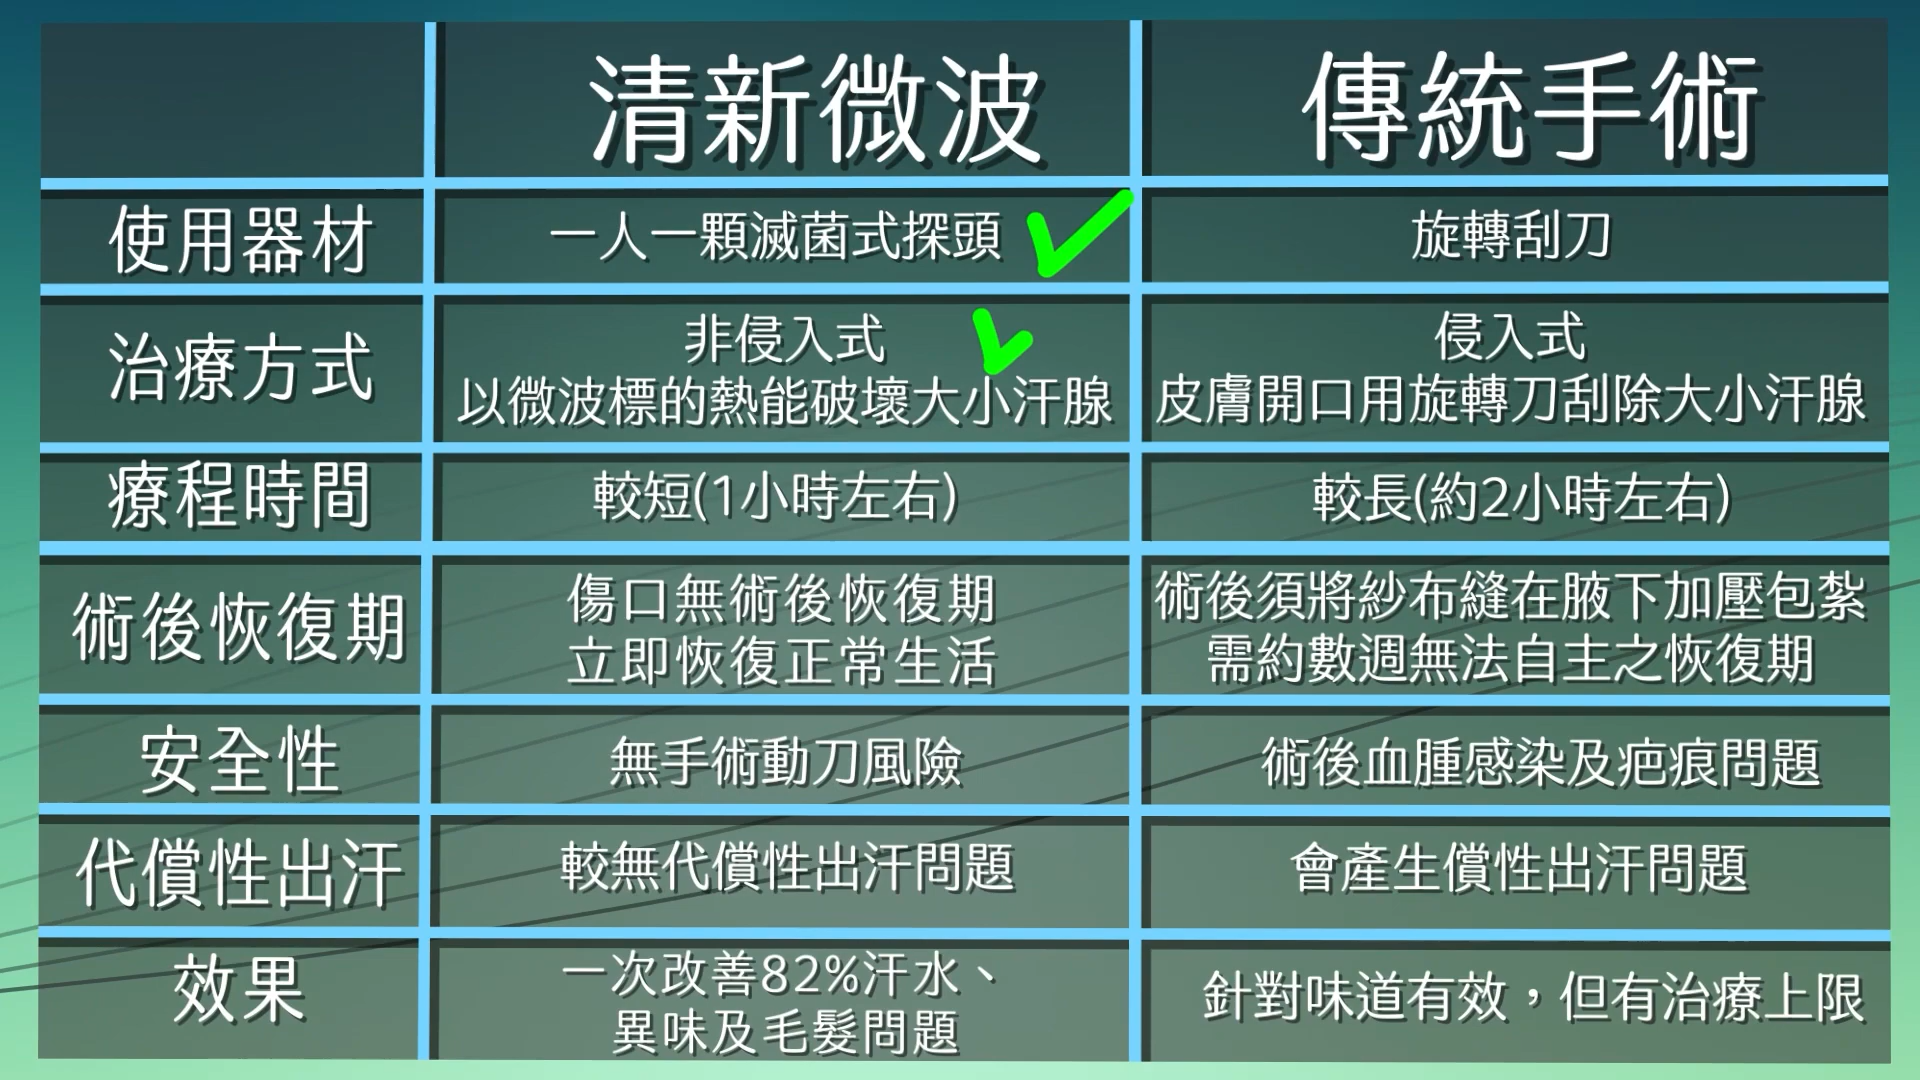 清新微波
傳統手術
使用器材
一人一顆滅菌式探頭
旋轉刮刀
治療方式
非侵入式
以微波標的熱能破壞大小汗腺
侵入式
皮膚開口用旋轉刀刮除大小汗腺
療程時間
較短(1小時左右)
較長(約2小時左右)
術後恢復期
傷口無術後恢復期
立即恢復正常生活
術後須將紗布縫在腋下加壓包紮
需約數週無法自主之恢復期
安全性
無手術動刀風險
術後血腫感染及疤痕問題
代償性出汗
較無代償性出汗問題
會產生償性出汗問題
效果
一次改善82%汗水、
異味及毛髮問題
針對味道有效，但有治療上限